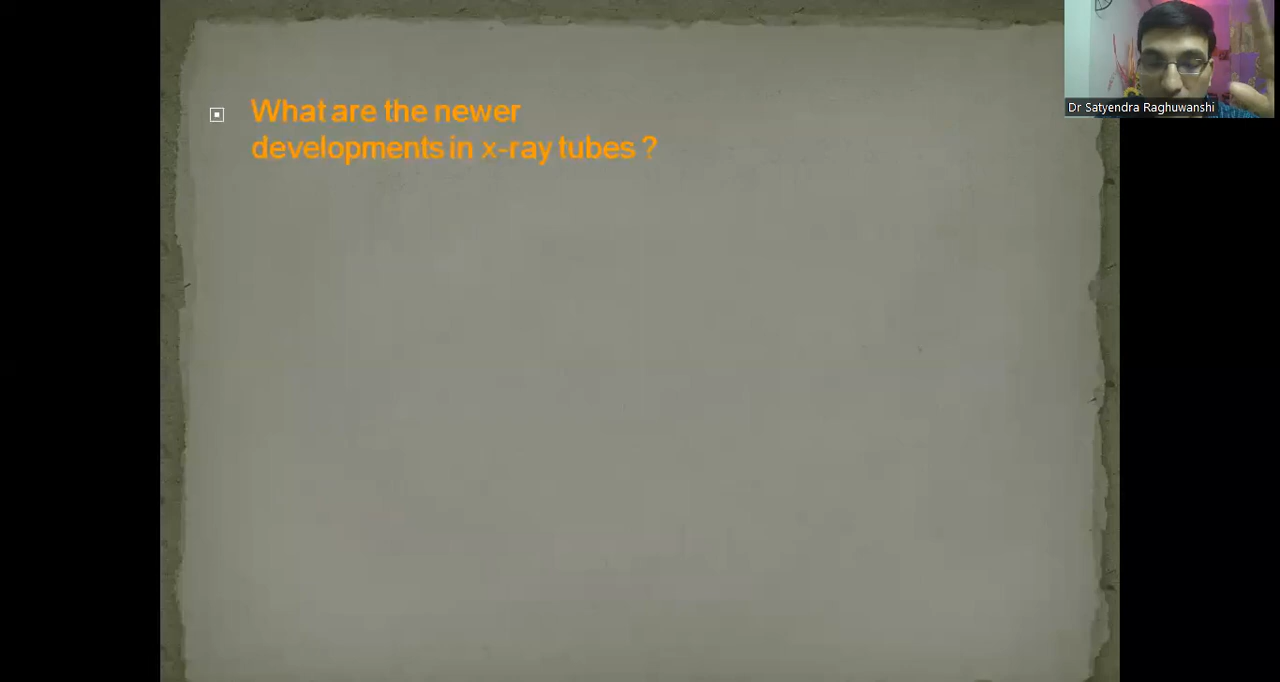 What are the newer
developments in x-ray tubes ?
Dr Satyendra Raghuwanshi